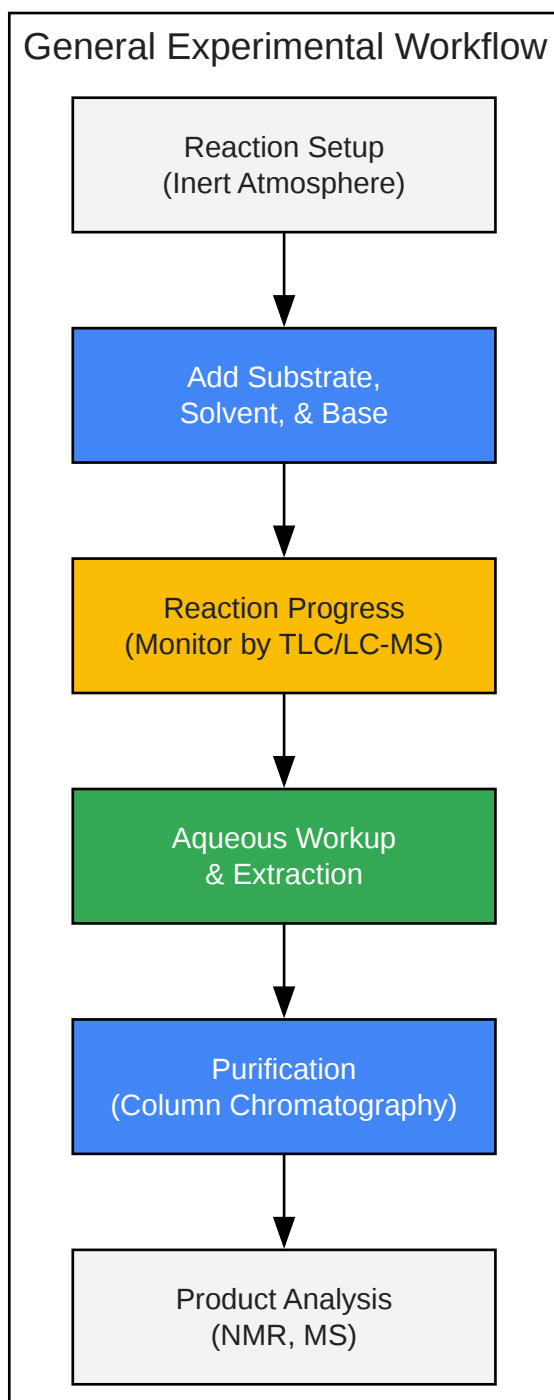 General Experimental Workflow
Reaction Setup
(Inert Atmosphere)
Add Substrate,
Solvent, & Base
Reaction Progress
(Monitor by TLC/LC-MS)
Aqueous Workup
& Extraction
Purification
(Column Chromatography)
Product Analysis
(NMR, MS)